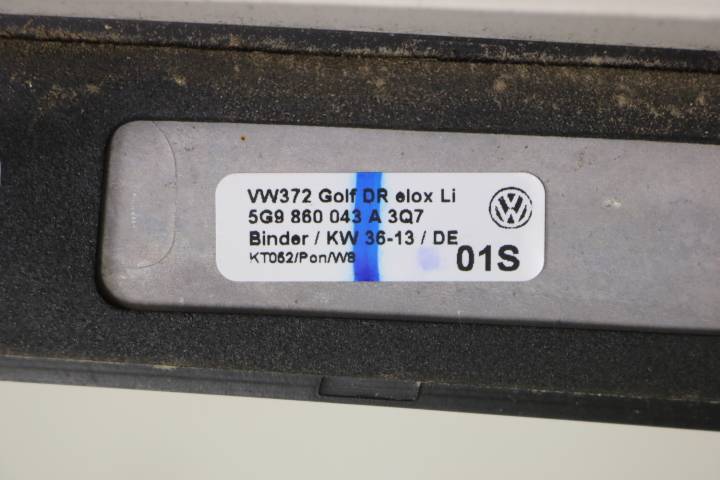 VW372 Golf DR elox Li
5G9 860 043 A 3Q7
Binder / KW 36-13 / DE
KT052/Pon/W8
01S